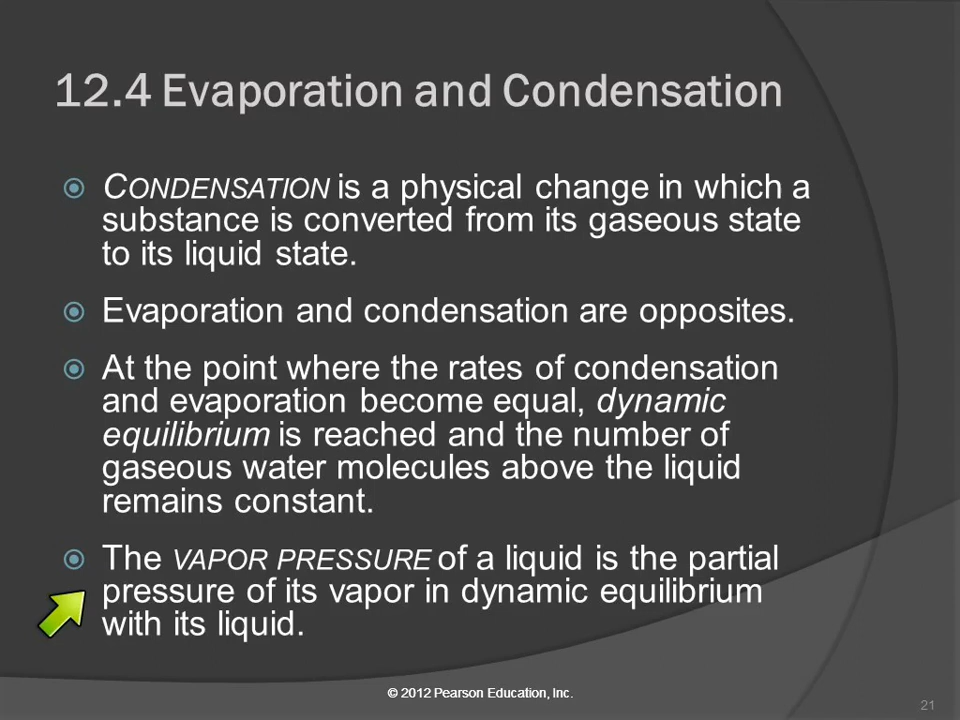 12.4 Evaporation and Condensation
CONDENSATION is a physical change in which a
substance is converted from its gaseous state
to its liquid state.
Evaporation and condensation are opposites.
At the point where the rates of condensation
and evaporation become equal, dynamic
equilibrium is reached and the number of
gaseous water molecules above the liquid
remains constant.
The VAPOR PRESSURE of a liquid is the partial
pressure of its vapor in dynamic equilibrium
with its liquid.
© 2012 Pearson Education, Inc.
21